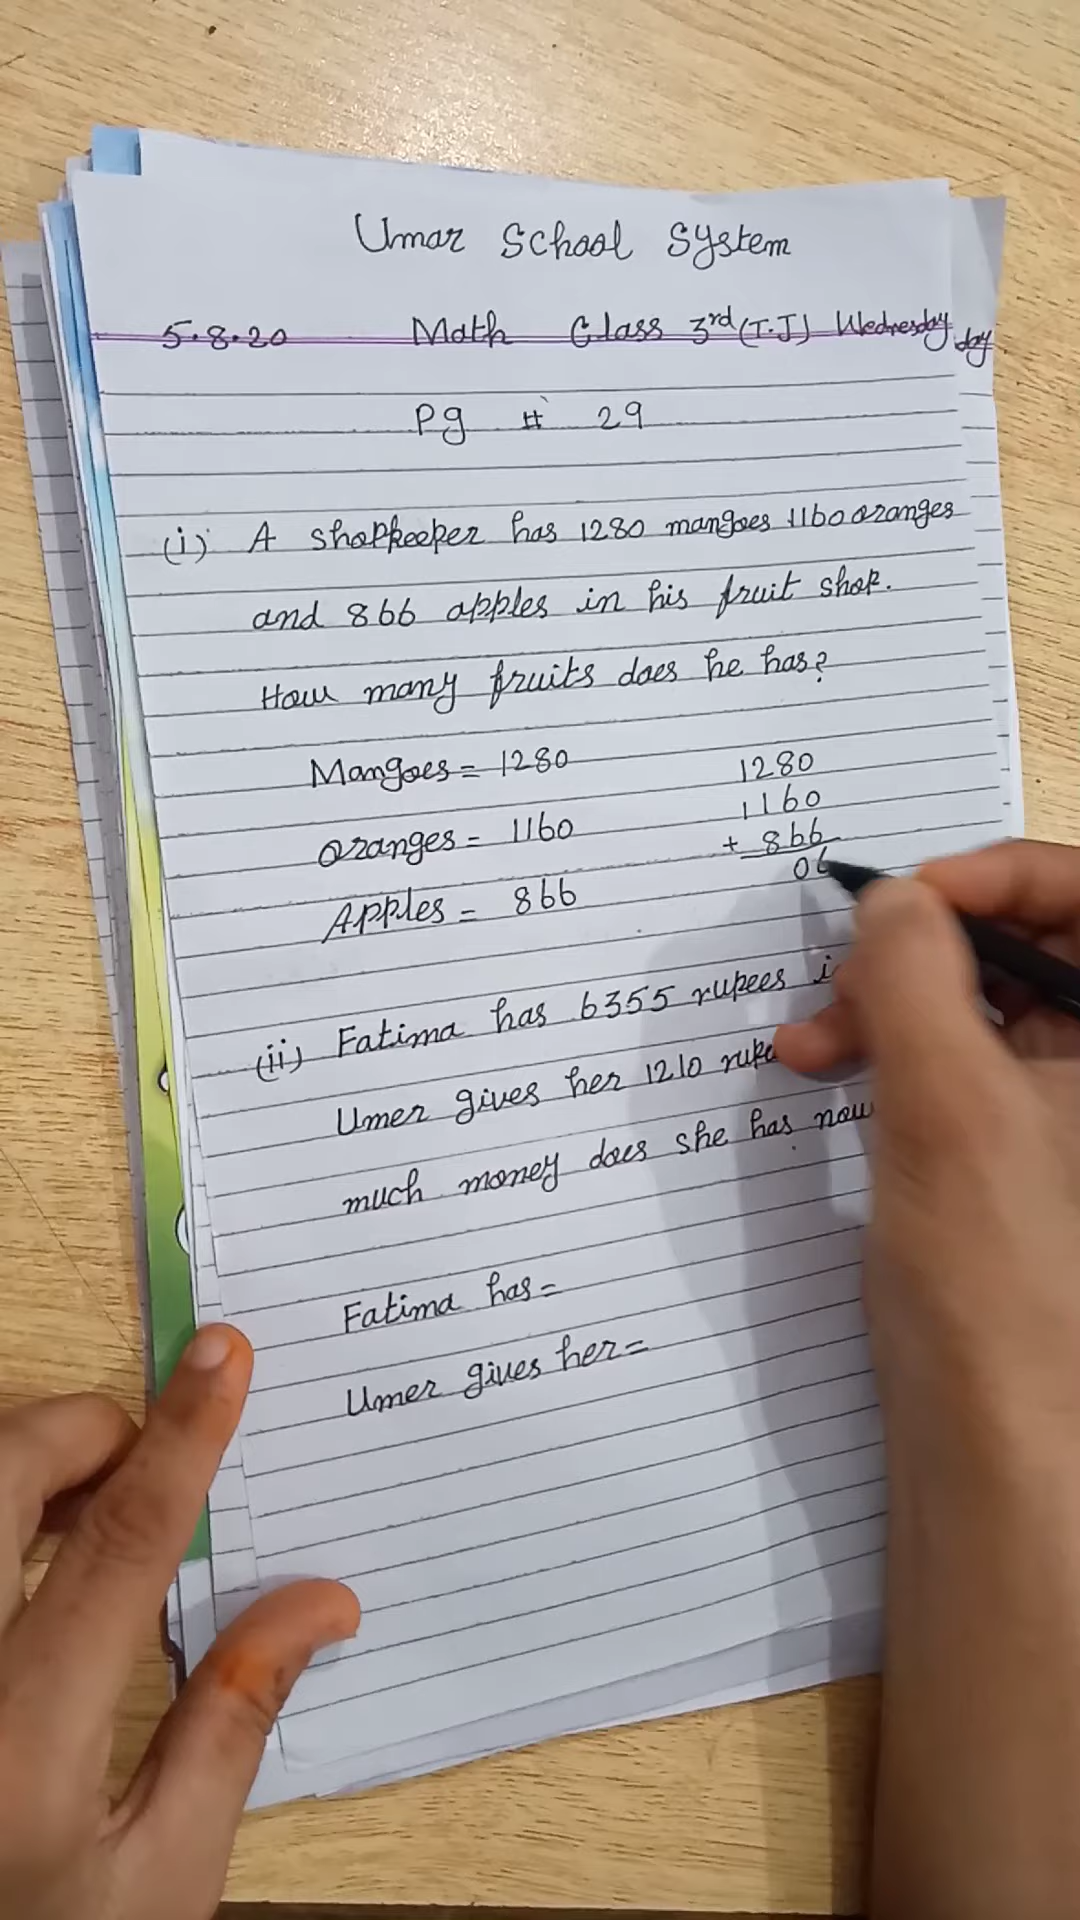 Umar School System
5.8.20 Math Class 3rd (T.J) Wednesday day
Pg # 29
(i) A shopkeeper has 1280 mangoes 1160 oranges
and 866 apples in his fruit shop.
How many fruits does he has?
Mangoes = 1280
1280
oranges = 1160
1160
+ 866
06
Apples = 866
(ii) Fatima has 6355 rupees
Umer gives her 1210
much money does she has now
Fatima has =
Umer gives her =